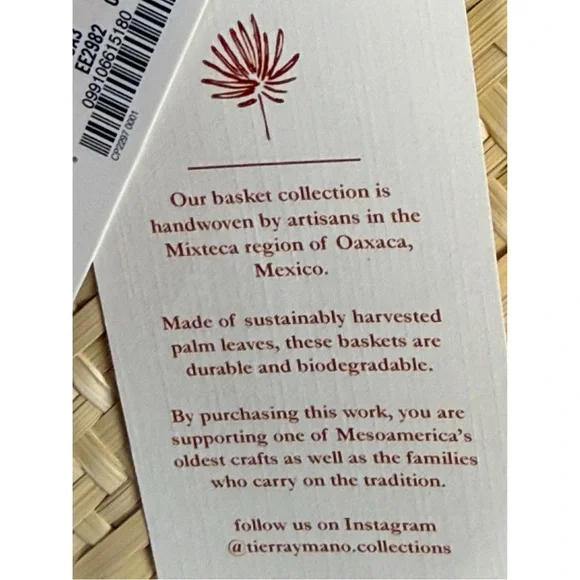 EE2982
099106615180
CP2297 0001
Our basket collection is
handwoven by artisans in the
Mixteca region of Oaxaca,
Mexico.
Made of sustainably harvested
palm leaves, these baskets are
durable and biodegradable.
By purchasing this work, you are
supporting one of Mesoamerica's
oldest crafts as well as the families
who carry on the tradition.
follow us on Instagram
@tierraymano.collections